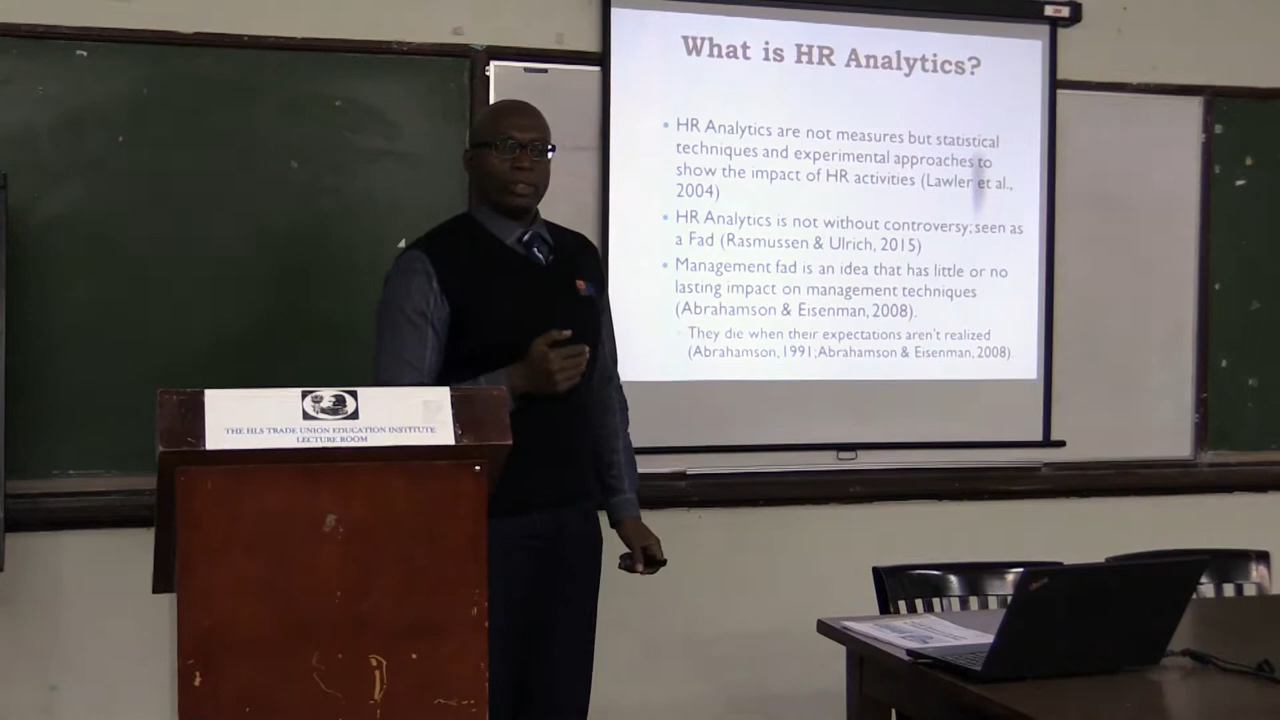 What is HR Analytics?
• HR Analytics are not measures but statistical
techniques and experimental approaches to
show the impact of HR activities (Lawler et al.,
2004)
• HR Analytics is not without controversy; seen as
a Fad (Rasmussen & Ulrich, 2015)
• Management fad is an idea that has little or no
lasting impact on management techniques
(Abrahamson & Eisenman, 2008).
They die when their expectations aren't realized
(Abrahamson, 1991; Abrahamson & Eisenman, 2008)
THE HLS TRADE UNION EDUCATION INSTITUTE
LECTURE ROOM